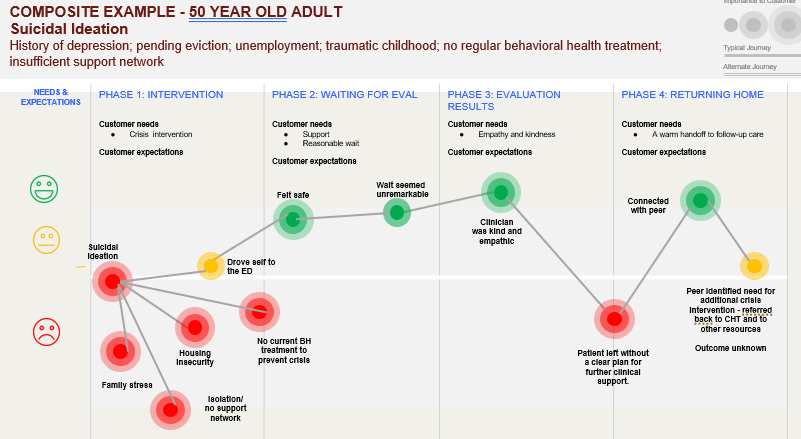 COMPOSITE EXAMPLE - 50 YEAR OLD ADULT
Suicidal Ideation
History of depression; pending eviction; unemployment; traumatic childhood; no regular behavioral health treatment;
insufficient support network
Importance to Customer
Typical Journey
Alternate Journey
NEEDS &
EXPECTATIONS
PHASE 1: INTERVENTION
Customer needs
● Crisis intervention
Customer expectations
PHASE 2: WAITING FOR EVAL
Customer needs
● Support
● Reasonable wait
Customer expectations
PHASE 3: EVALUATION
RESULTS
Customer needs
● Empathy and kindness
Customer expectations
PHASE 4: RETURNING HOME
Customer needs
● A warm handoff to follow-up care
Customer expectations
Suicidal
Ideation
Drove self to
the ED
Housing
insecurity
Family stress
Isolation/
no support
network
No current BH
treatment to
prevent crisis
Felt safe
Wait seemed
unremarkable
Clinician
was kind and
empathic
Patient left without
a clear plan for
further clinical
support.
Connected
with peer
Peer identified need for
additional crisis
intervention - referred
back to CHT and to
other resources
Outcome unknown